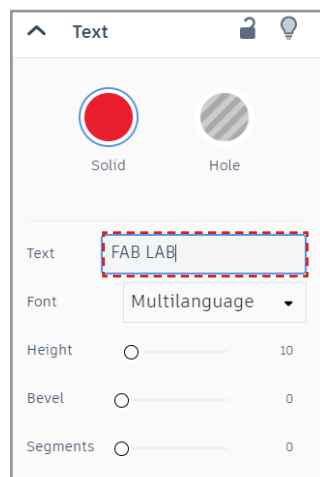 Text
Solid Hole
Text FAB LAB
Font Multilanguage
Height 10
Bevel 0
Segments 0